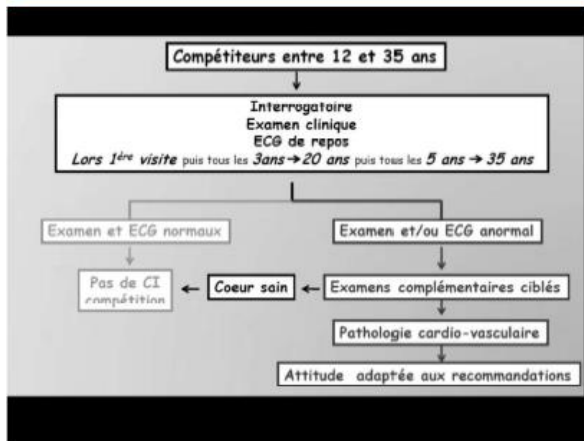 Compétiteurs entre 12 et 35 ans
Interrogatoire
Examen clinique
ECG de repos
Lors 1ère visite puis tous les 3ans → 20 ans puis tous les 5 ans → 35 ans
Examen et ECG normaux
Examen et/ou ECG anormal
Pas de CI
compétition
Coeur sain
Examens complémentaires ciblés
Pathologie cardio-vasculaire
Attitude adaptée aux recommandations